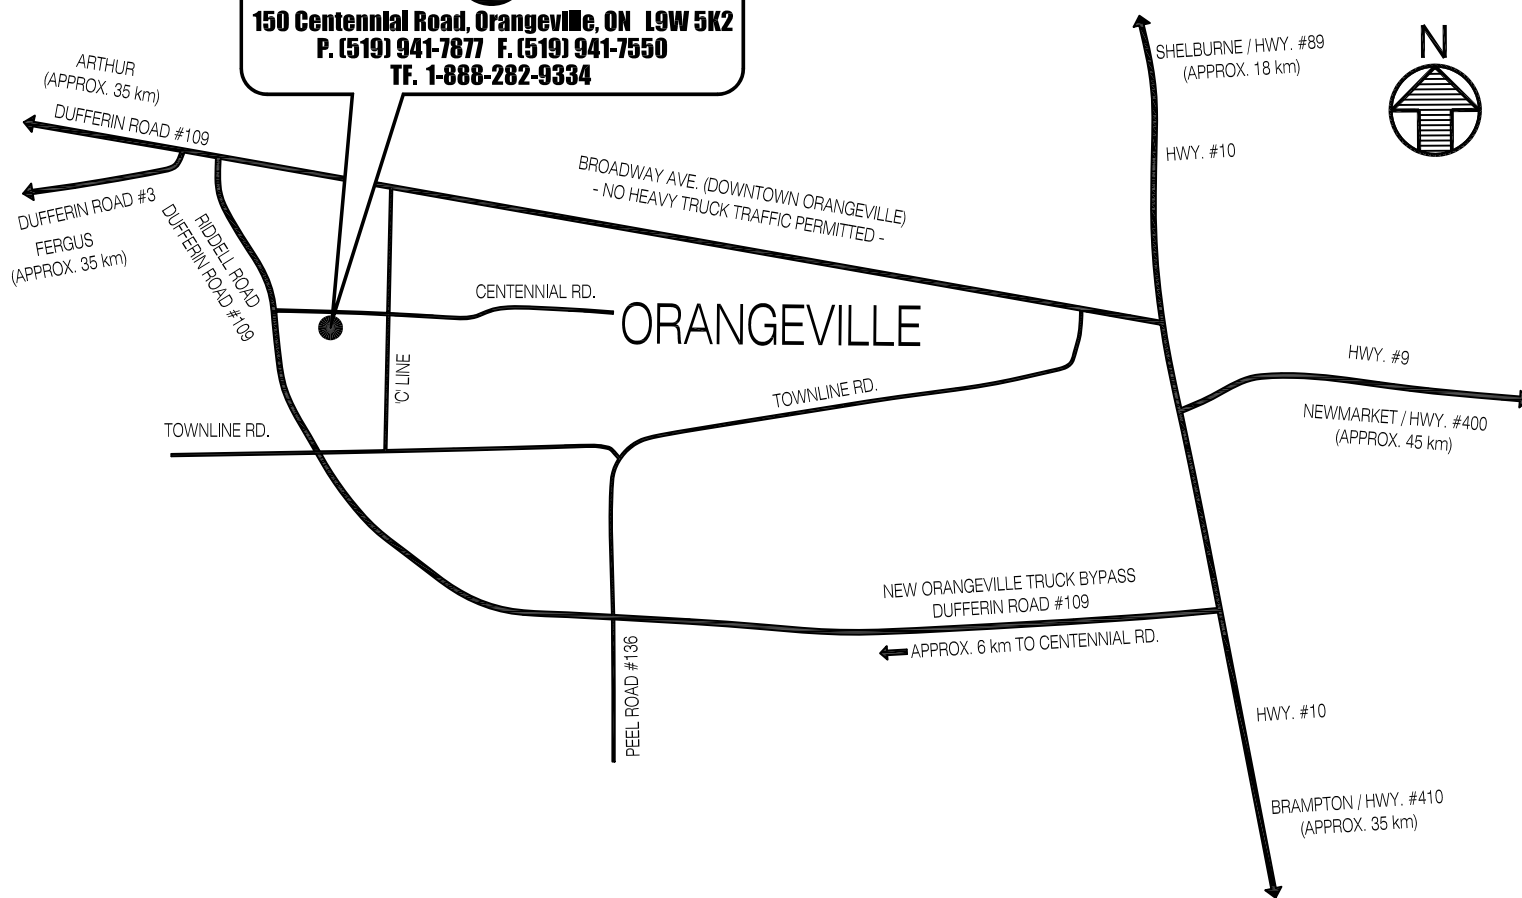 150 Centennial Road, Orangeville, ON L9W 5K2
P. (519) 941-7877 F. (519) 941-7550
TF. 1-888-282-9334
N
SHELBURNE / HWY. #89
(APPROX. 18 km)
HWY. #10
ARTHUR
(APPROX. 35 km)
DUFFERIN ROAD #109
DUFFERIN ROAD #3
FERGUS
(APPROX. 35 km)
RIDDELL ROAD
DUFFERIN ROAD #109
BROADWAY AVE. (DOWNTOWN ORANGEVILLE)
- NO HEAVY TRUCK TRAFFIC PERMITTED -
CENTENNIAL RD.
ORANGEVILLE
'C' LINE
HWY. #9
NEWMARKET / HWY. #400
(APPROX. 45 km)
TOWNLINE RD.
TOWNLINE RD.
NEW ORANGEVILLE TRUCK BYPASS
DUFFERIN ROAD #109
APPROX. 6 km TO CENTENNIAL RD.
PEEL ROAD #136
HWY. #10
BRAMPTON / HWY. #410
(APPROX. 35 km)